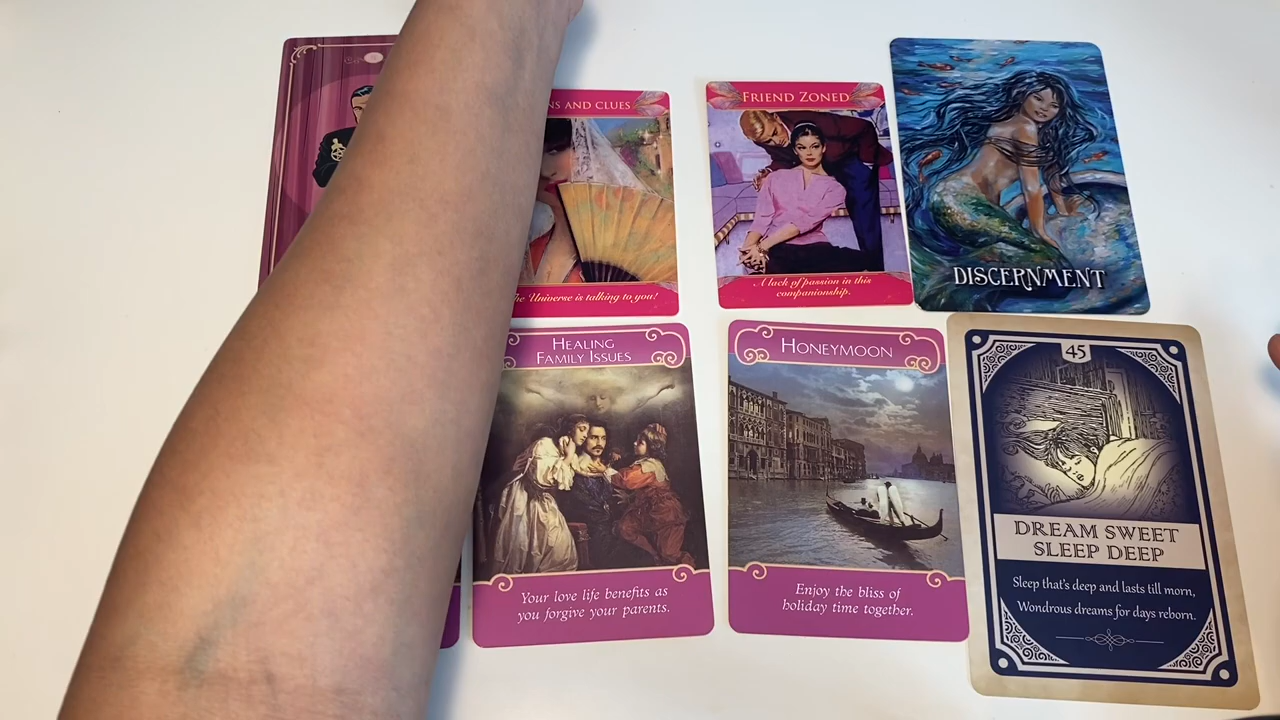 NS AND CLUES
he Universe is talking to you!
FRIEND ZONED
A lack of passion in this
companionship.
DISCERNMENT
HEALING
FAMILY ISSUES
Your love life benefits as
you forgive your parents.
HONEYMOON
Enjoy the bliss of
holiday time together.
45
DREAM SWEET
SLEEP DEEP
Sleep that's deep and lasts till morn,
Wondrous dreams for days reborn.